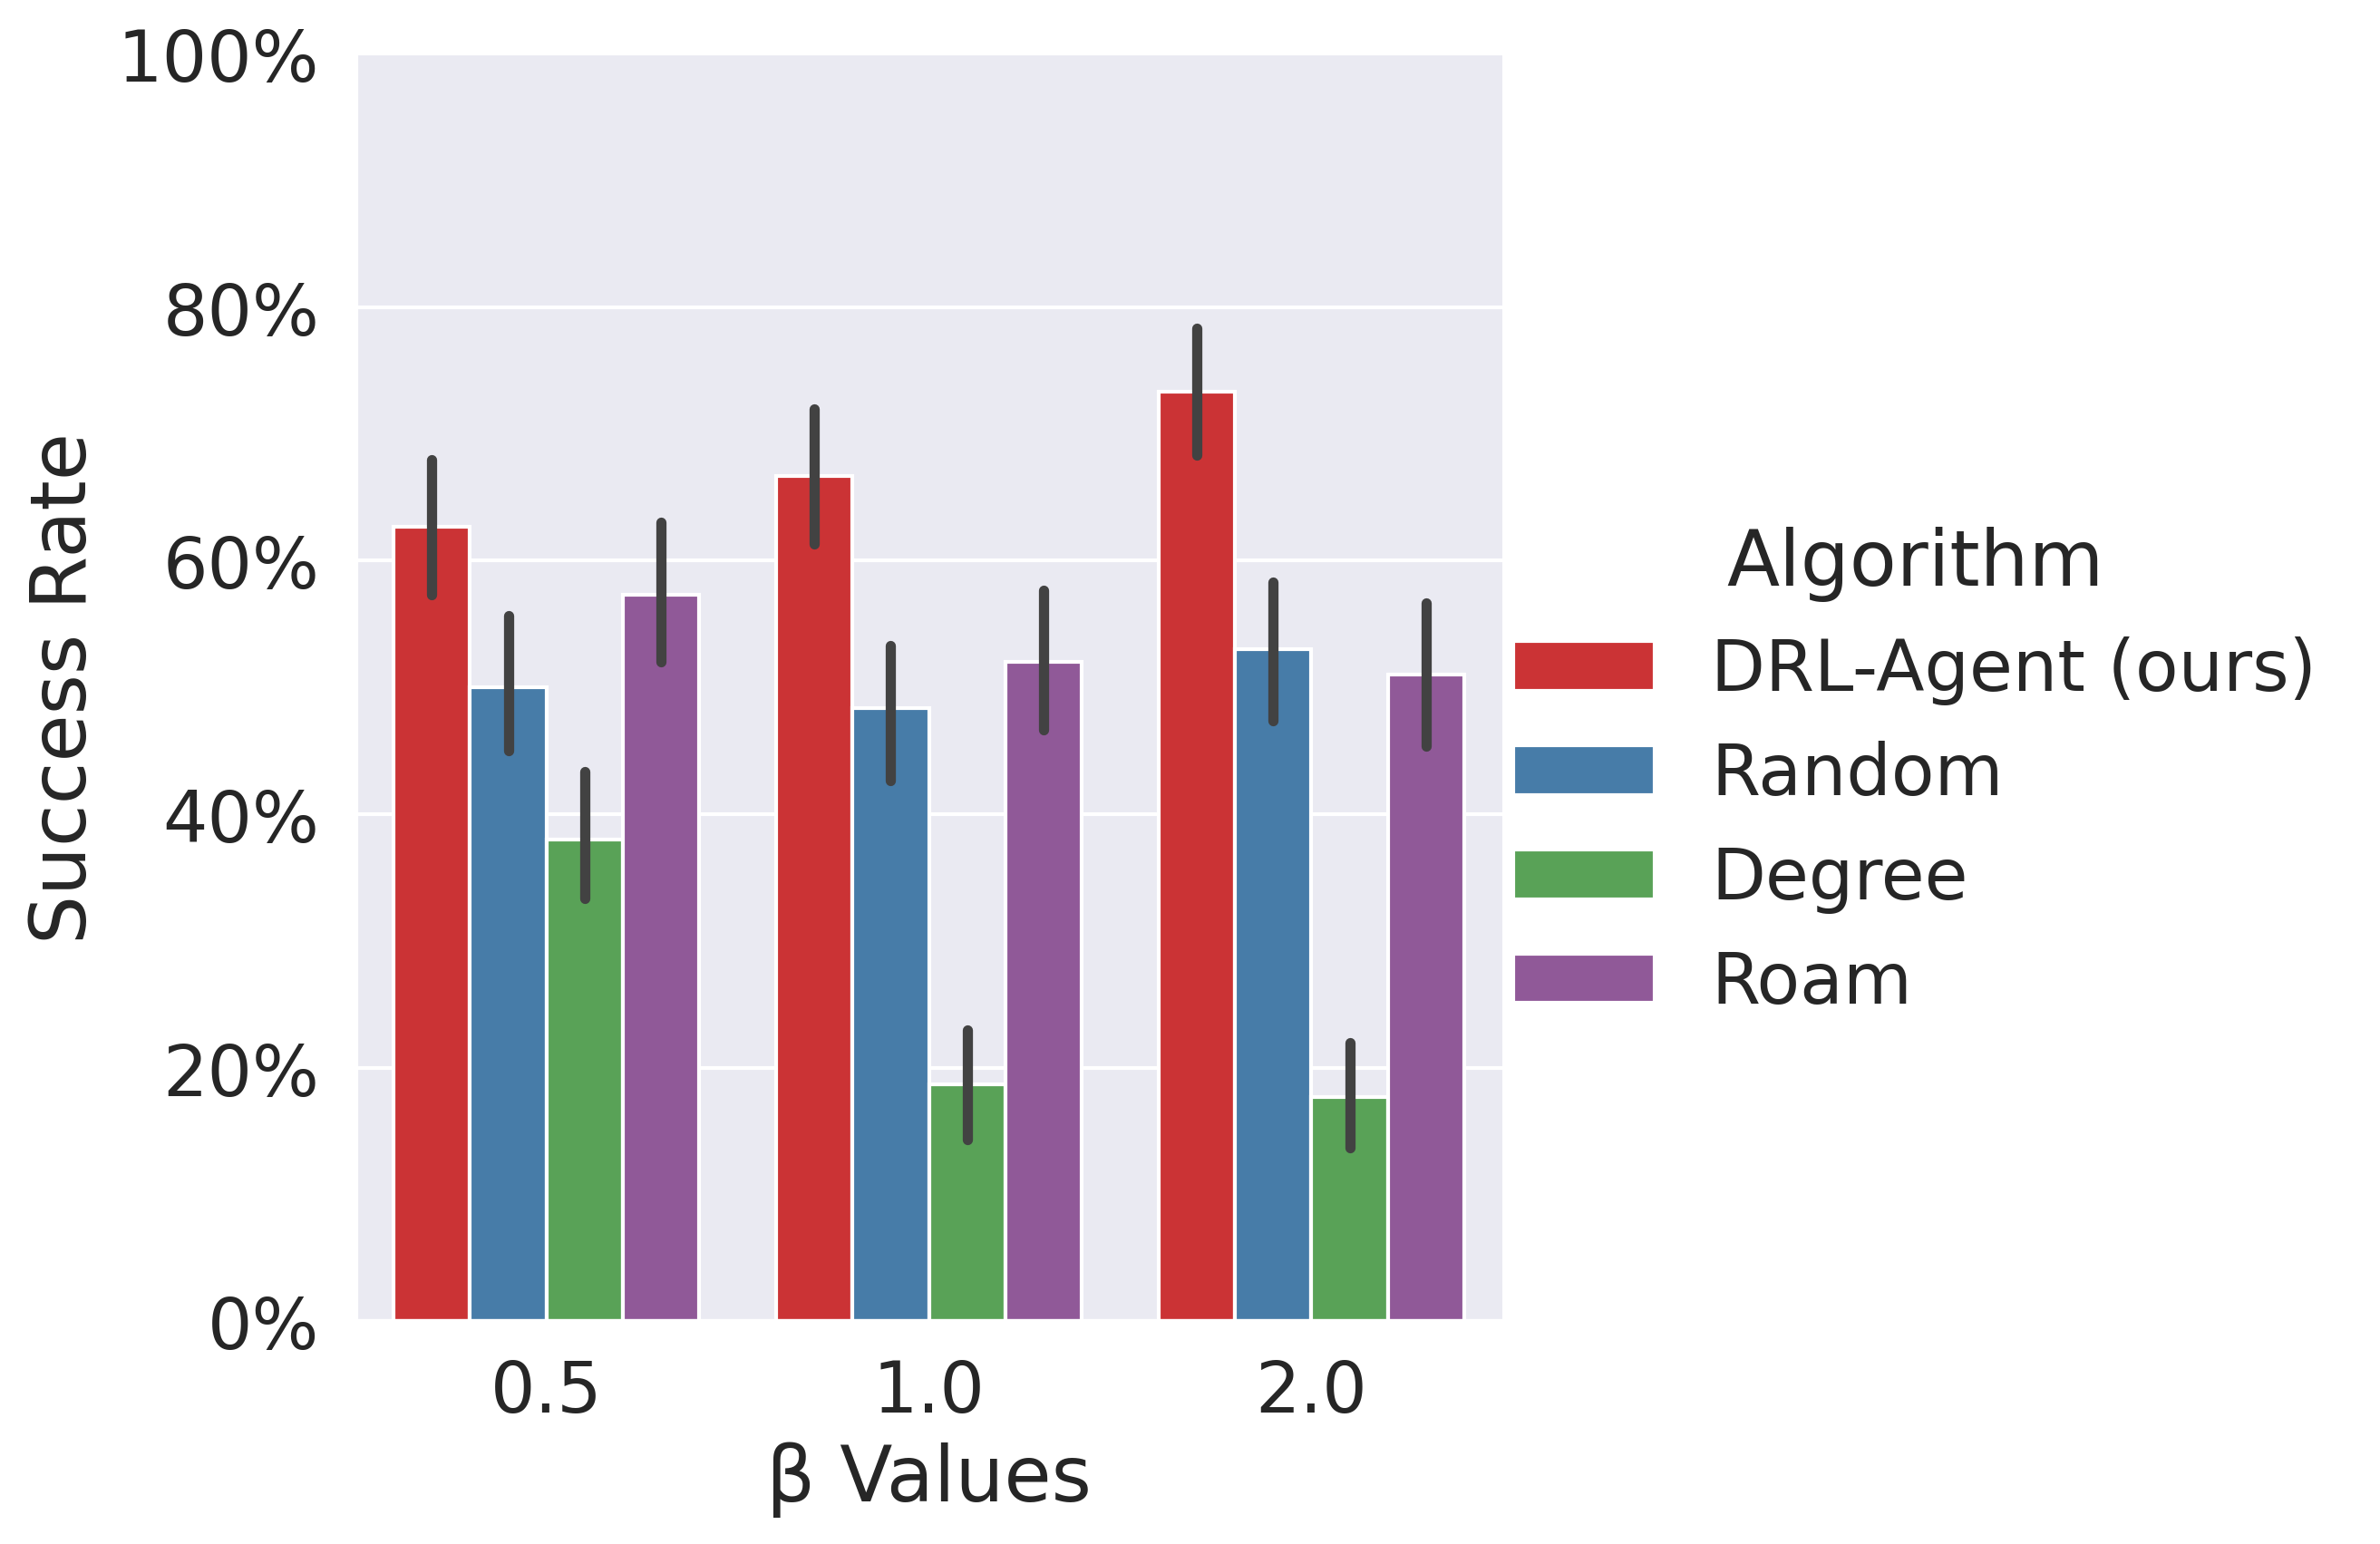 100%
80%
60%
40%
20%
0%
Success Rate
0.5
1.0
2.0
β Values
Algorithm
DRL-Agent (ours)
Random
Degree
Roam